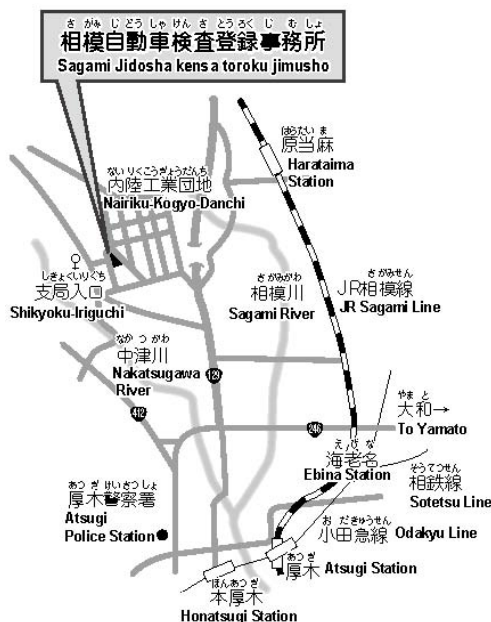 さ がみ じ どう しゃ けん さ とうろく じ む しょ
相模自動車検査登録事務所
Sagami Jidosha kensa toroku jimusho
はらたい ま
原当麻
Harataima
Station
ない りくこうぎょうだんち
内陸工業団地
Nairiku-Kogyo-Danchi
しきょくいりぐち
支局入口
Shikyoku-Iriguchi
さ がみかわ
相模川
Sagami River
さがみせん
JR相模線
JR Sagami Line
なか つ がわ
中津川
Nakatsugawa
River
129
412
やま と
大和→
To Yamato
246
え び な
海老名
Ebina Station
そうてつせん
相鉄線
Sotetsu Line
あつ ぎ けいさつ しょ
厚木警察署
Atsugi
Police Station
お だきゅうせん
小田急線 Odakyu Line
あつ ぎ
厚木 Atsugi Station
ほんあつ ぎ
本厚木
Honatsugi Station